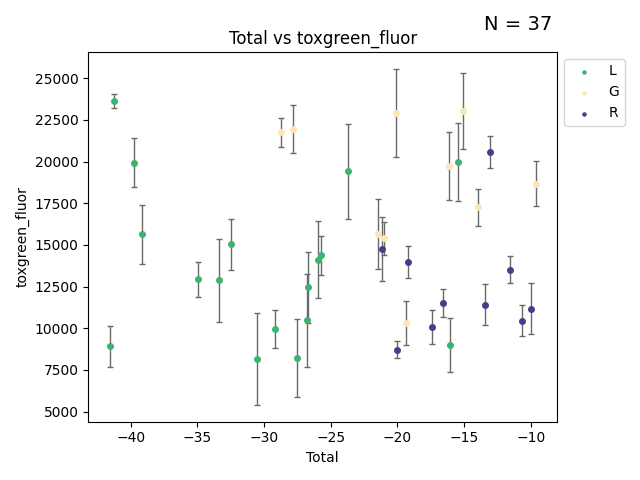 N = 37
Total vs toxgreen_fluor
L
G
R
25000
22500
20000
17500
15000
12500
10000
7500
5000
toxgreen_fluor
−40 −35 −30 −25 −20 −15 −10
Total